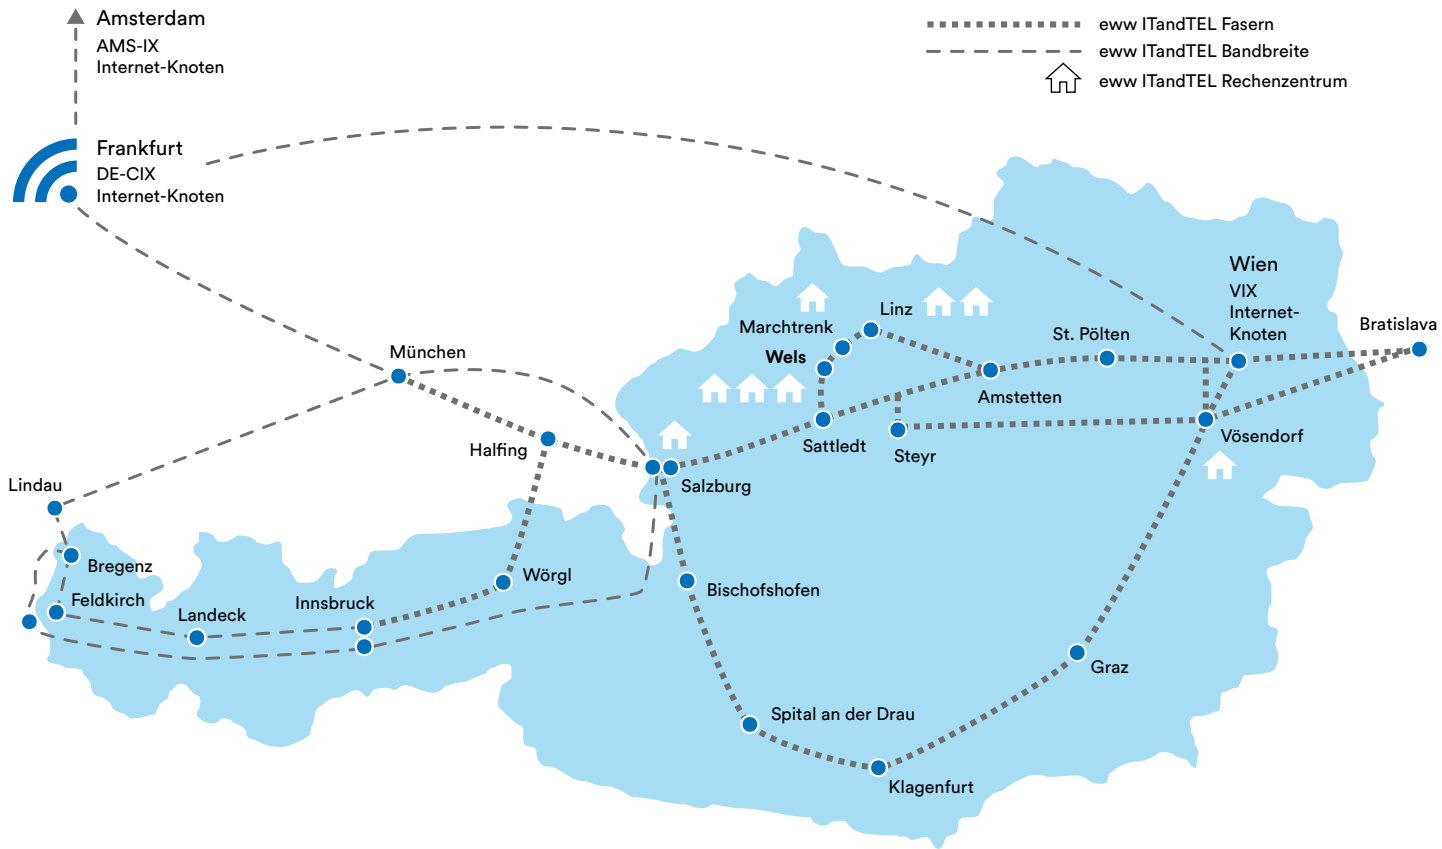 Amsterdam
AMS-IX
Internet-Knoten
eww ITandTEL Fasern
eww ITandTEL Bandbreite
eww ITandTEL Rechenzentrum
Frankfurt
DE-CIX
Internet-Knoten
Wien
VIX
Internet-
Knoten
Linz
Marchtrenk
Wels
St. Pölten
Bratislava
München
Amstetten
Halfing
Sattledt
Steyr
Vösendorf
Lindau
Salzburg
Bregenz
Wörgl
Feldkirch
Landeck
Innsbruck
Bischofshofen
Graz
Spital an der Drau
Klagenfurt